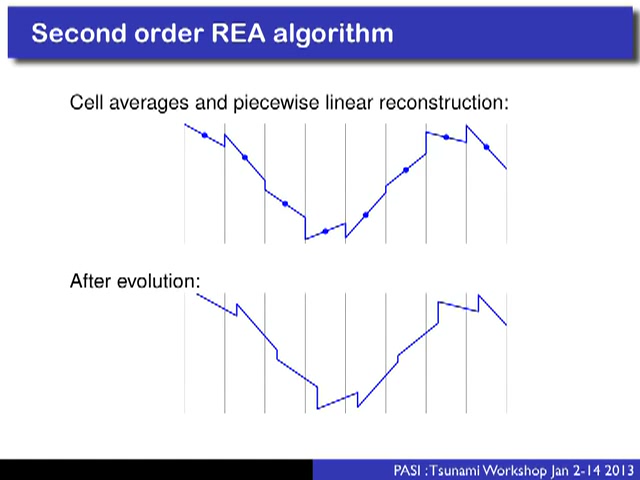 Second order REA algorithm
Cell averages and piecewise linear reconstruction:
After evolution:
PASI : Tsunami Workshop Jan 2-14 2013